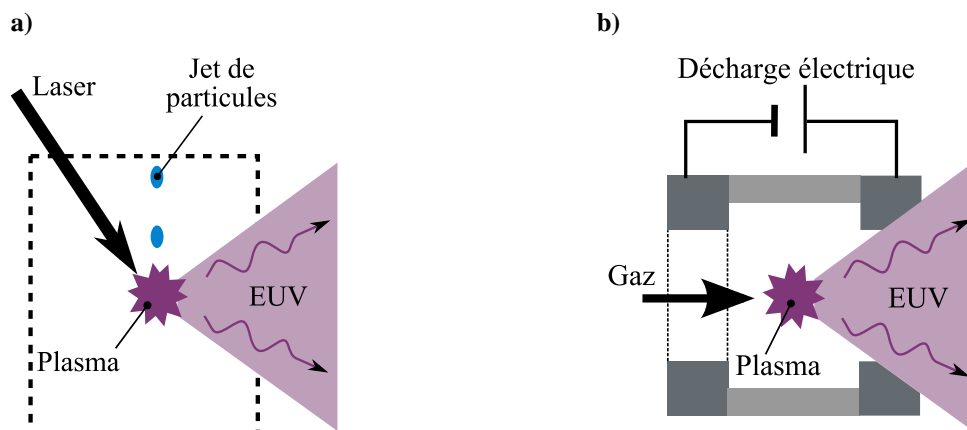 a)
Laser
Jet de
particules
EUV
Plasma
b)
Décharge électrique
Gaz
EUV
Plasma